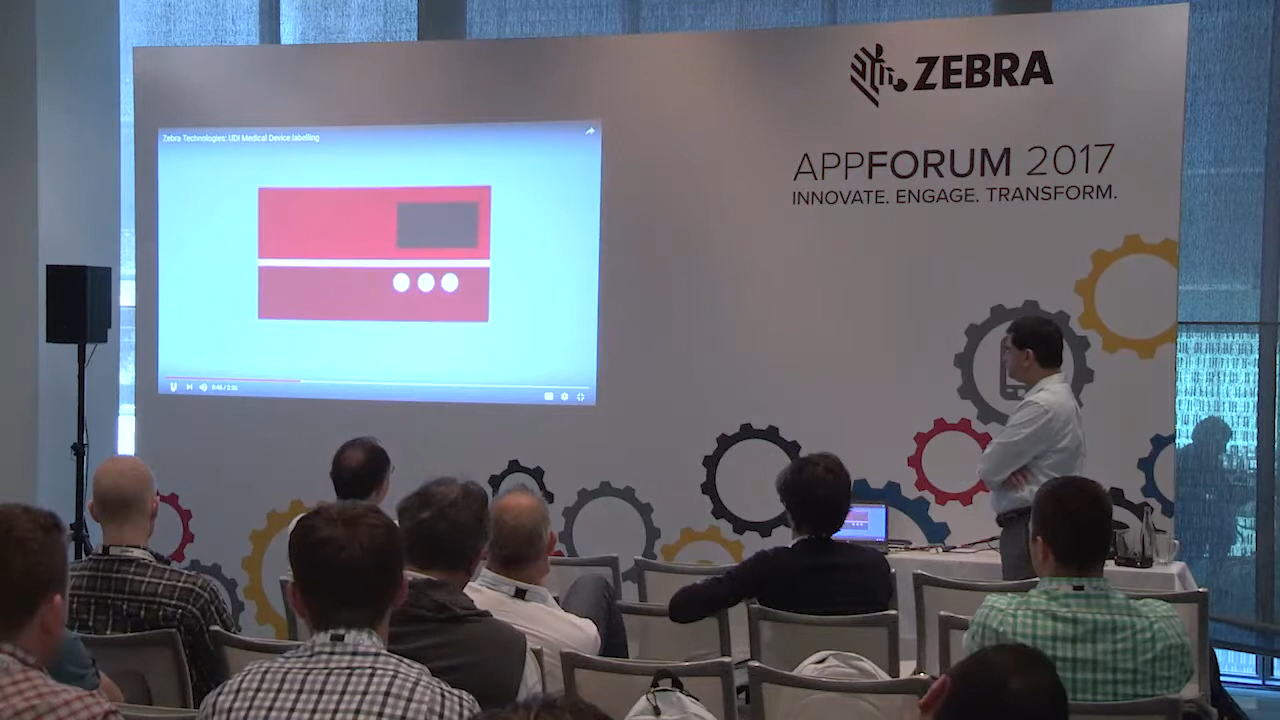 Zebra Technologies: UDI Medical Device labelling
ZEBRA
APPFORUM 2017
INNOVATE. ENGAGE. TRANSFORM.